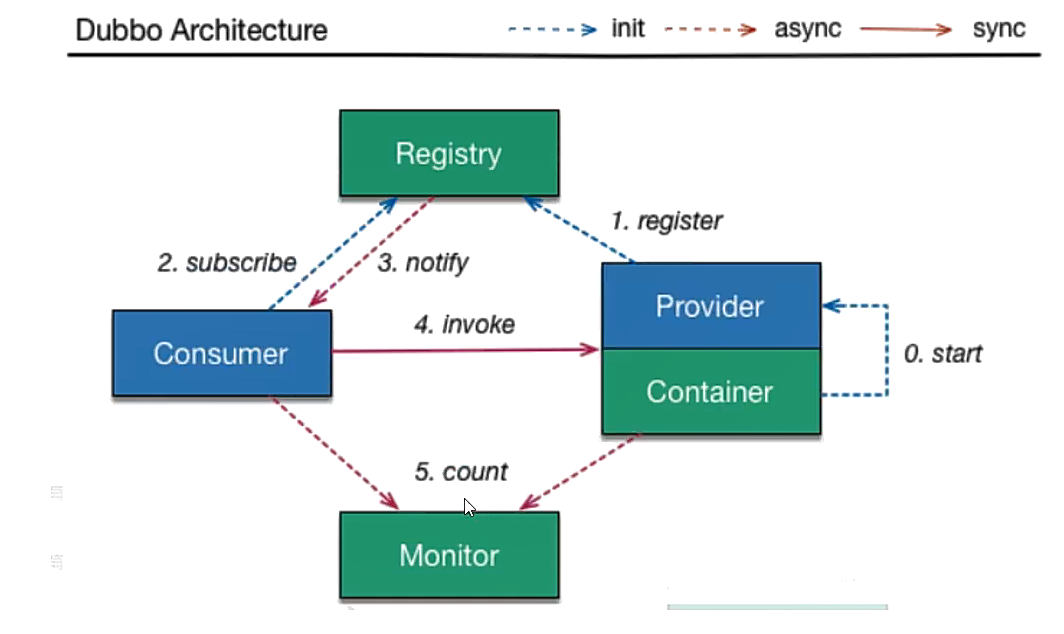 Dubbo Architecture
init
async
sync
Registry
1. register
2. subscribe
3. notify
Provider
4. invoke
Consumer
0. start
Container
5. count
Monitor